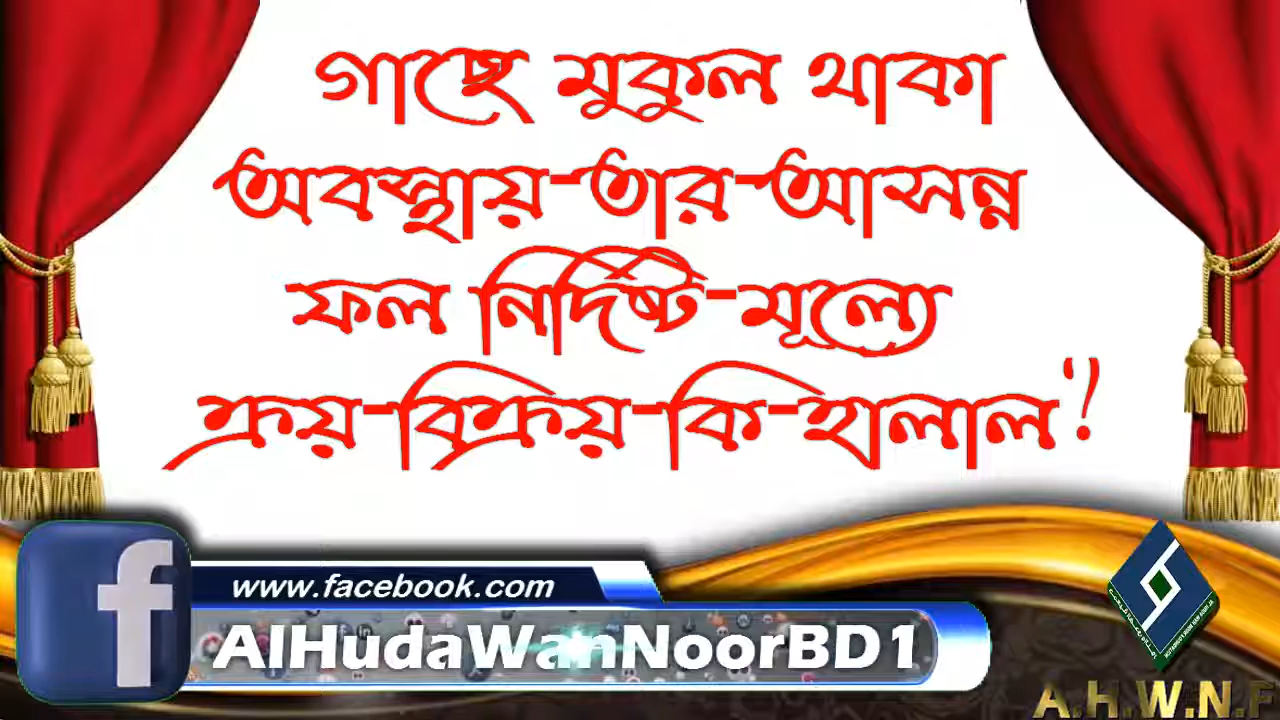 গাছে মুকুল থাকা
অবস্থায়-তার-আসন্ন
ফল নির্দিষ্ট-মূল্যে
ক্রয়-বিক্রয়-কি-হালাল?
www.facebook.com
AlHudaWanNoorBD1
A.H.W.N.F